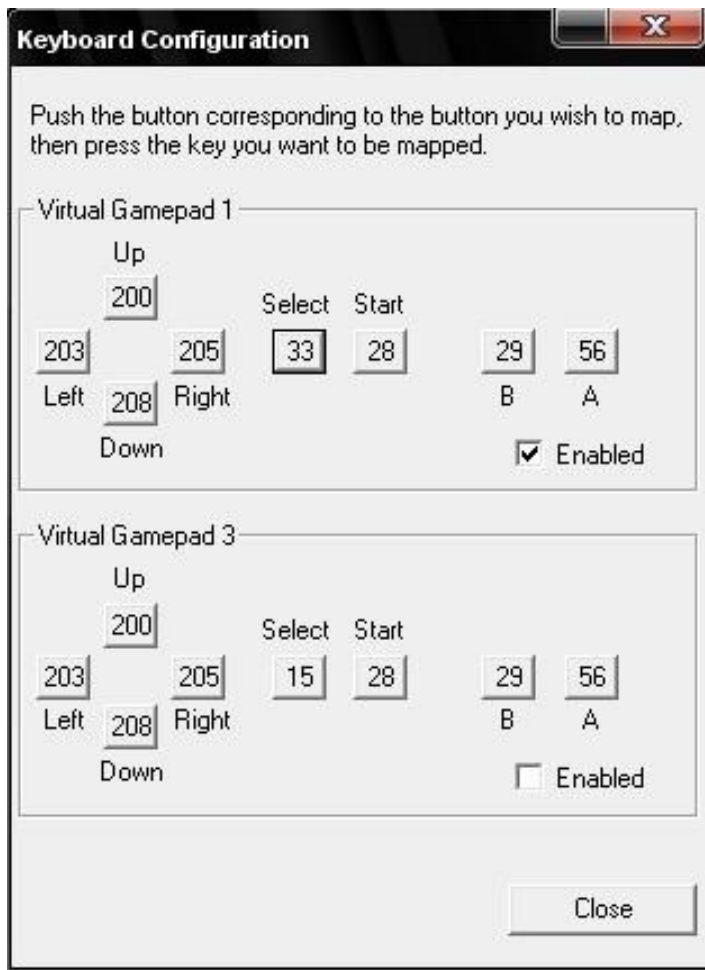 Keyboard Configuration
Push the button corresponding to the button you wish to map,
then press the key you want to be mapped.
Virtual Gamepad 1
Up
200
Select Start
203 205 33 28 29 56
Left 208 Right B A
Down
Enabled
Virtual Gamepad 3
Up
200
Select Start
203 205 15 28 29 56
Left 208 Right B A
Down
Enabled
Close